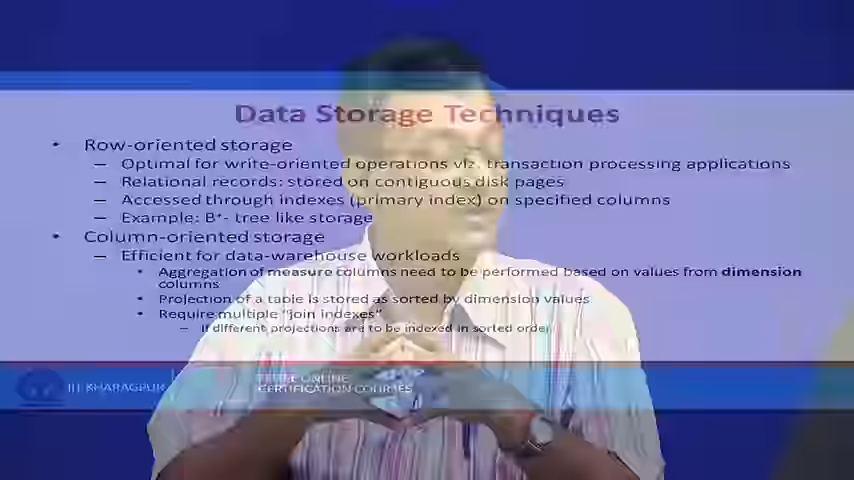 Data Storage Techniques
• Row-oriented storage
– Optimal for write-oriented operations viz. transaction processing applications
– Relational records: stored on contiguous disk pages
– Accessed through indexes (primary index) on specified columns
– Example: B+- tree like storage
• Column-oriented storage
– Efficient for data-warehouse workloads
• Aggregation of measure columns need to be performed based on values from dimension
columns
• Projection of a table is stored as sorted by dimension values
• Require multiple "join indexes"
– If different projections are to be indexed in sorted order
IIT KHARAGPUR
NPTEL ONLINE
CERTIFICATION COURSES